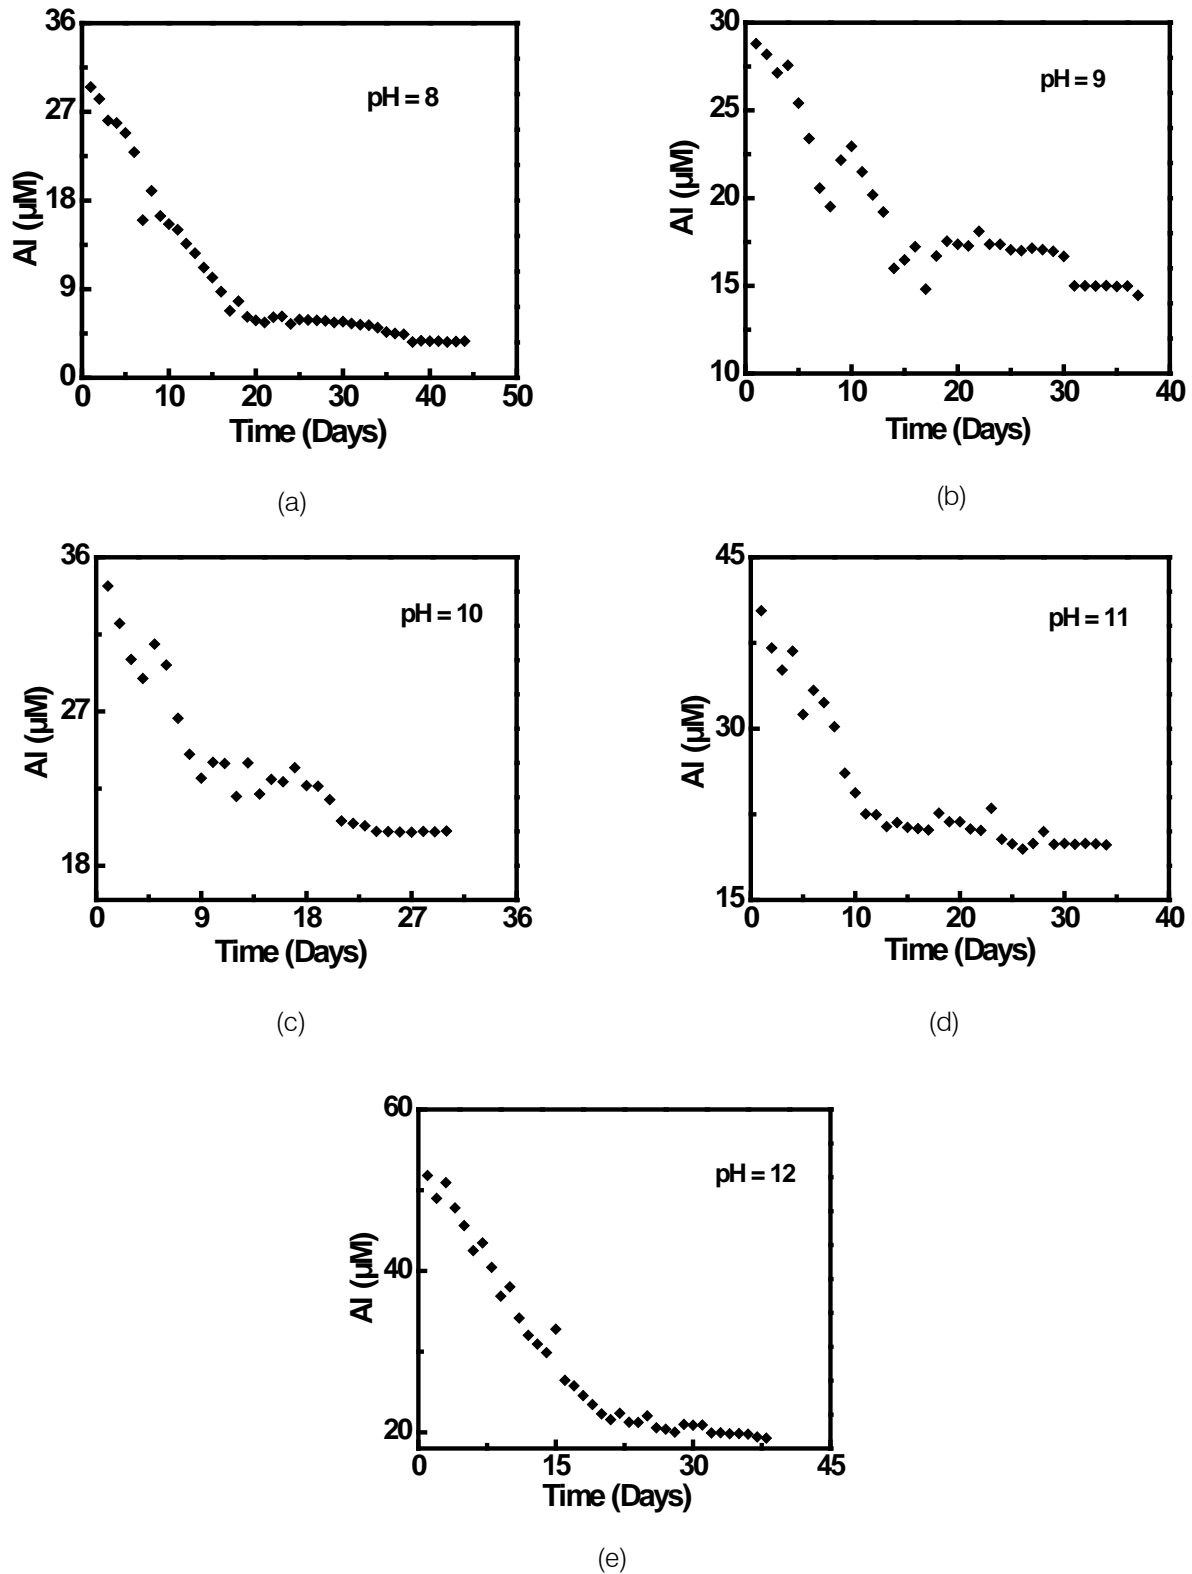 36
27
18
9
0
Al (µM)
pH = 8
0 10 20 30 40 50
Time (Days)
(a)
30
25
20
15
10
Al (µM)
pH = 9
0 10 20 30 40
Time (Days)
(b)
36
27
18
Al (µM)
pH = 10
0 9 18 27 36
Time (Days)
(c)
45
30
15
Al (µM)
pH = 11
0 10 20 30 40
Time (Days)
(d)
60
40
20
Al (µM)
pH = 12
0 15 30 45
Time (Days)
(e)